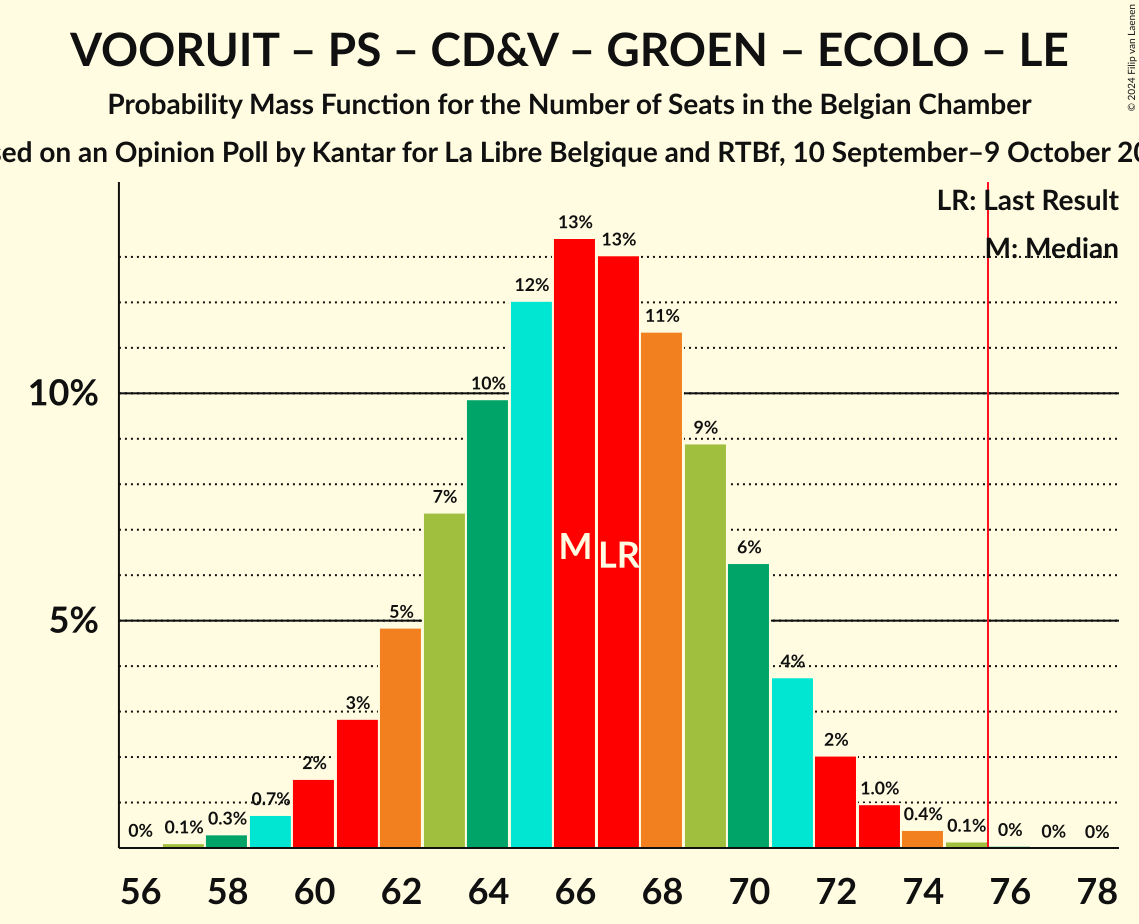 VOORUIT – PS – CD&V – GROEN – ECOLO – LE
Probability Mass Function for the Number of Seats in the Belgian Chamber
on an Opinion Poll by Kantar for La Libre Belgique and RTBf, 10 September–9 October
© 2024 Filip van Laenen
LR: Last Result
M: Median
10%
5%
0%
0.1%
0.3%
0.7%
2%
3%
5%
7%
10%
12%
13%
13%
11%
9%
6%
4%
2%
1.0%
0.4%
0.1%
0%
0%
0%
M
LR
56 58 60 62 64 66 68 70 72 74 76 78